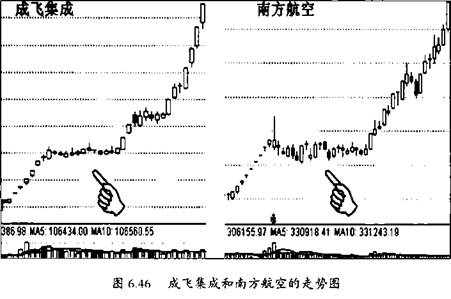 成飞集成
南方航空
386.98 MA5: 106434.00 MA10: 106560.55
306155.97 MA5: 330918.41 MA10: 331243.19
图 6.46 成飞集成和南方航空的走势图